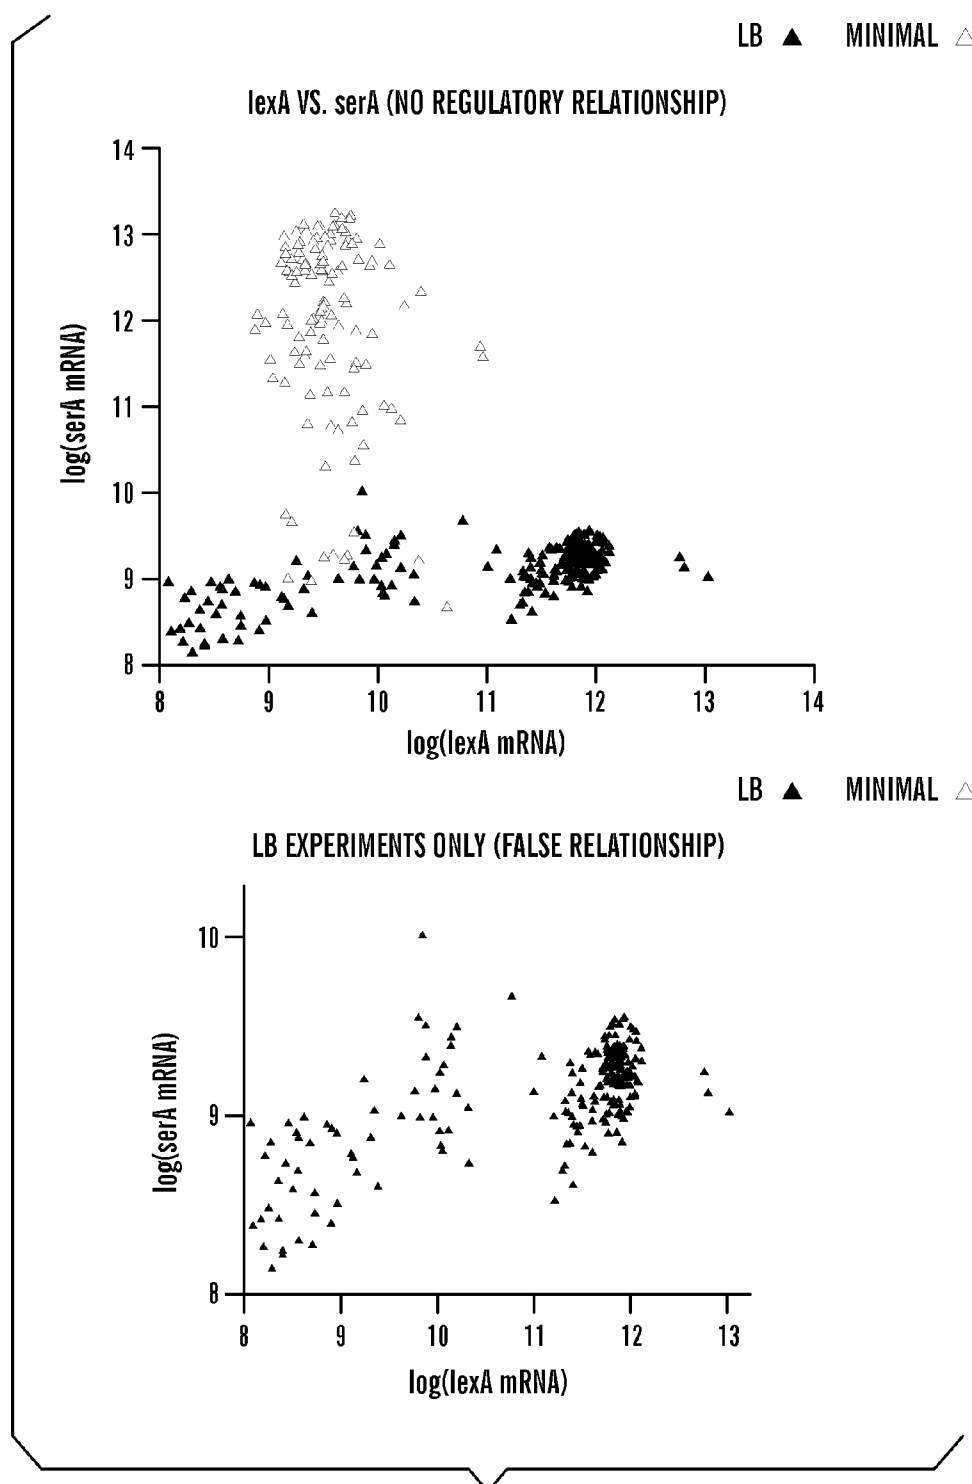 LB ▲ MINIMAL △
lexA VS. serA (NO REGULATORY RELATIONSHIP)
14
13
12
11
10
9
8
log(serA mRNA)
8 9 10 11 12 13 14
log(lexA mRNA)
LB ▲ MINIMAL △
LB EXPERIMENTS ONLY (FALSE RELATIONSHIP)
10
9
8
log(serA mRNA)
8 9 10 11 12 13
log(lexA mRNA)